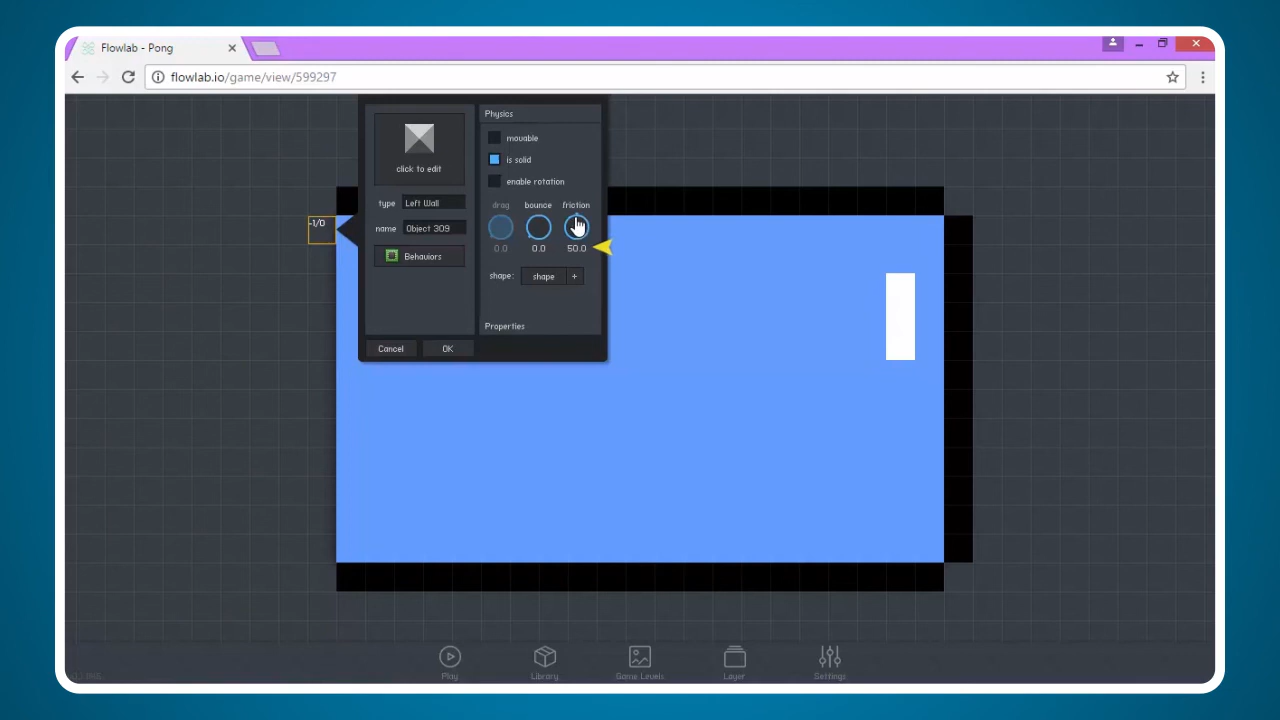 Flowlab - Pong
flowlab.io/game/view/599297
click to edit
type Left Wall
name Object 309
Behaviors
Cancel OK
Physics
movable
is solid
enable rotation
drag bounce friction
0.0 0.0 50.0
shape: shape +
Properties
-1/0
Play Library Game Levels Layer Settings